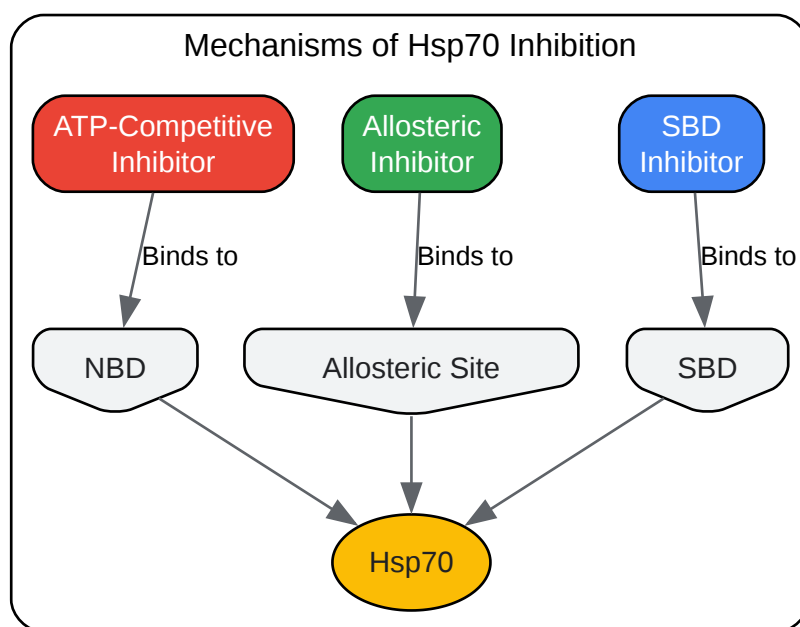 Mechanisms of Hsp70 Inhibition
ATP-Competitive
Inhibitor
Allosteric
Inhibitor
SBD
Inhibitor
Binds to
Binds to
Binds to
NBD
Allosteric Site
SBD
Hsp70